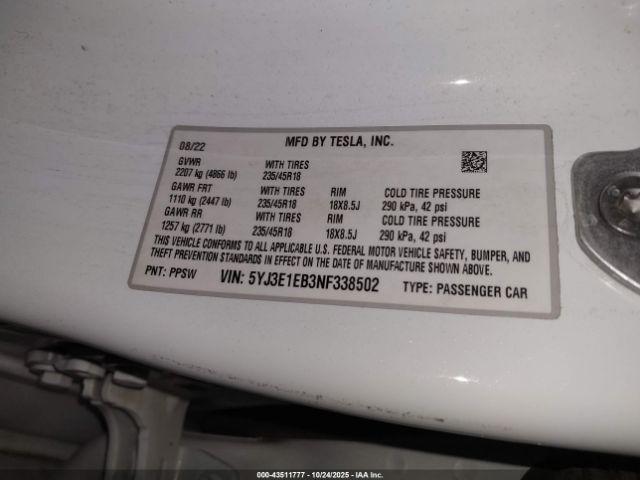 08/22 MFD BY TESLA, INC.
GVWR WITH TIRES
2207 kg (4866 lb) 235/45R18
GAWR FRT WITH TIRES RIM COLD TIRE PRESSURE
1110 kg (2447 lb) 235/45R18 18X8.5J 290 kPa, 42 psi
GAWR RR WITH TIRES RIM COLD TIRE PRESSURE
1257 kg (2771 lb) 235/45R18 18X8.5J 290 kPa, 42 psi
THIS VEHICLE CONFORMS TO ALL APPLICABLE U.S. FEDERAL MOTOR VEHICLE SAFETY, BUMPER, AND
THEFT PREVENTION STANDARDS IN EFFECT ON THE DATE OF MANUFACTURE SHOWN ABOVE.
PNT: PPSW VIN: 5YJ3E1EB3NF338502 TYPE: PASSENGER CAR
000-43511777 - 10/24/2025 - IAA Inc.